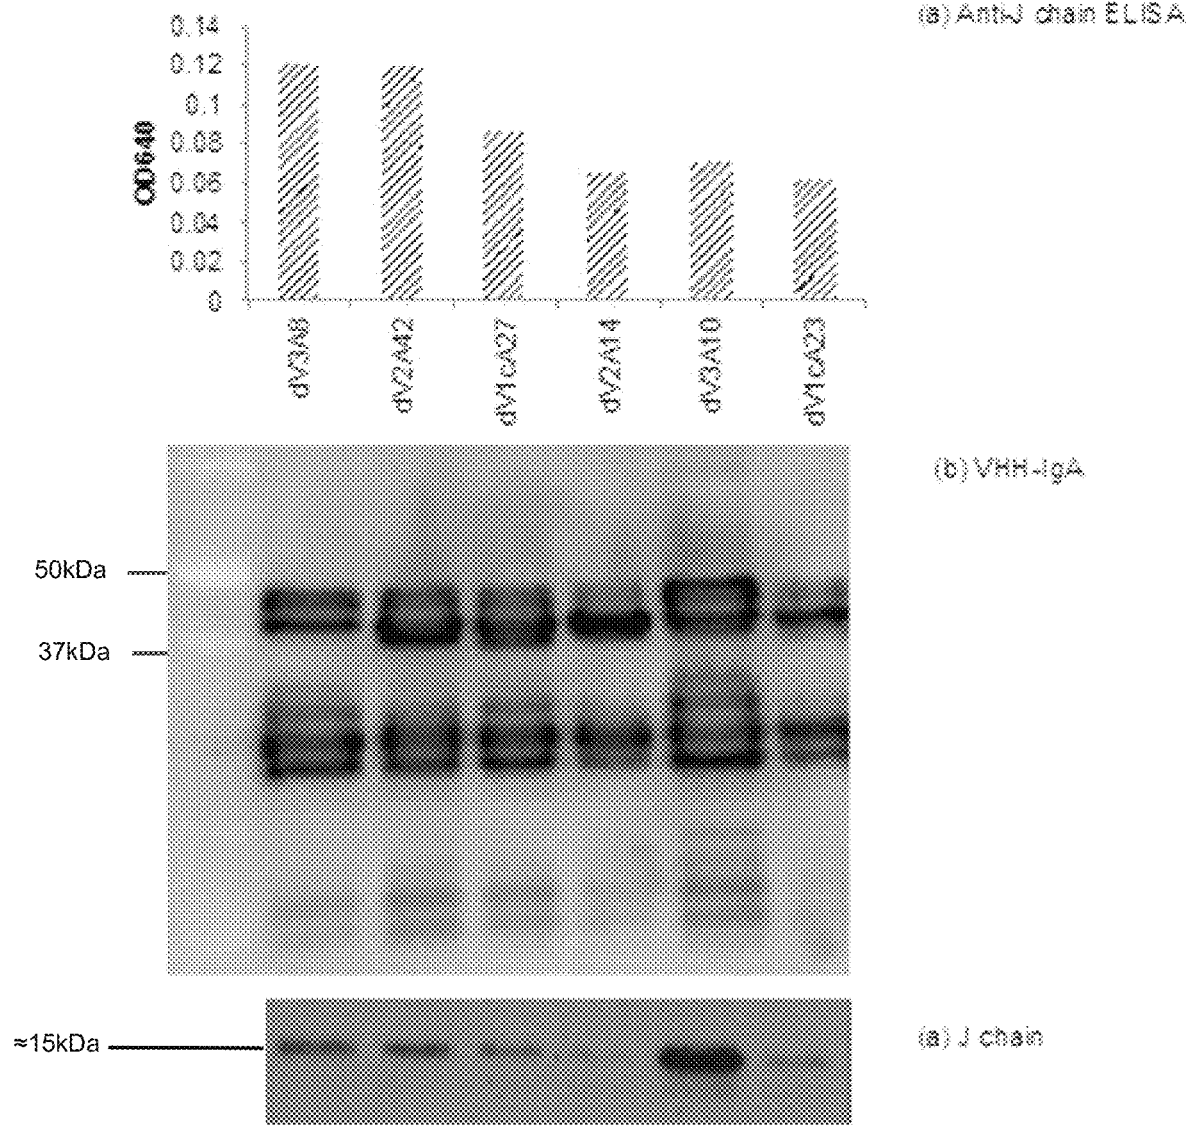 (a) Anti-J chain ELISA
0.14
0.12
0.1
0.08
0.06
0.04
0.02
0
OD640
dV3A8
dV2A42
dV1cA27
dV2A14
dV3A10
dV1cA23
(b) VHH-IgA
50kDa
37kDa
≈15kDa
(a) J chain